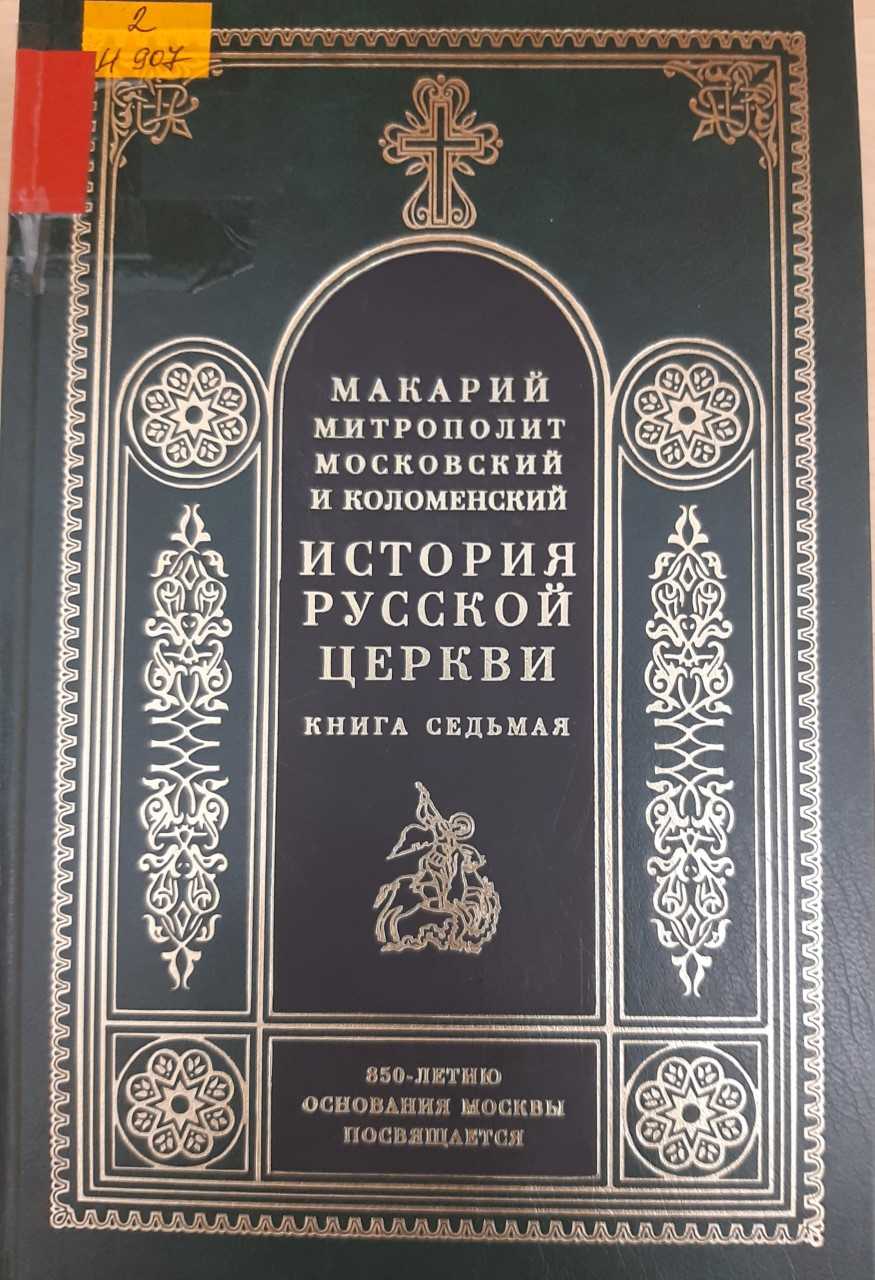 2
И 907
МАКАРИЙ
МИТРОПОЛИТ
МОСКОВСКИЙ
И КОЛОМЕНСКИЙ
ИСТОРИЯ
РУССКОЙ
ЦЕРКВИ
КНИГА СЕДЬМАЯ
850-ЛЕТИЮ
ОСНОВАНИЯ МОСКВЫ
ПОСВЯЩАЕТСЯ